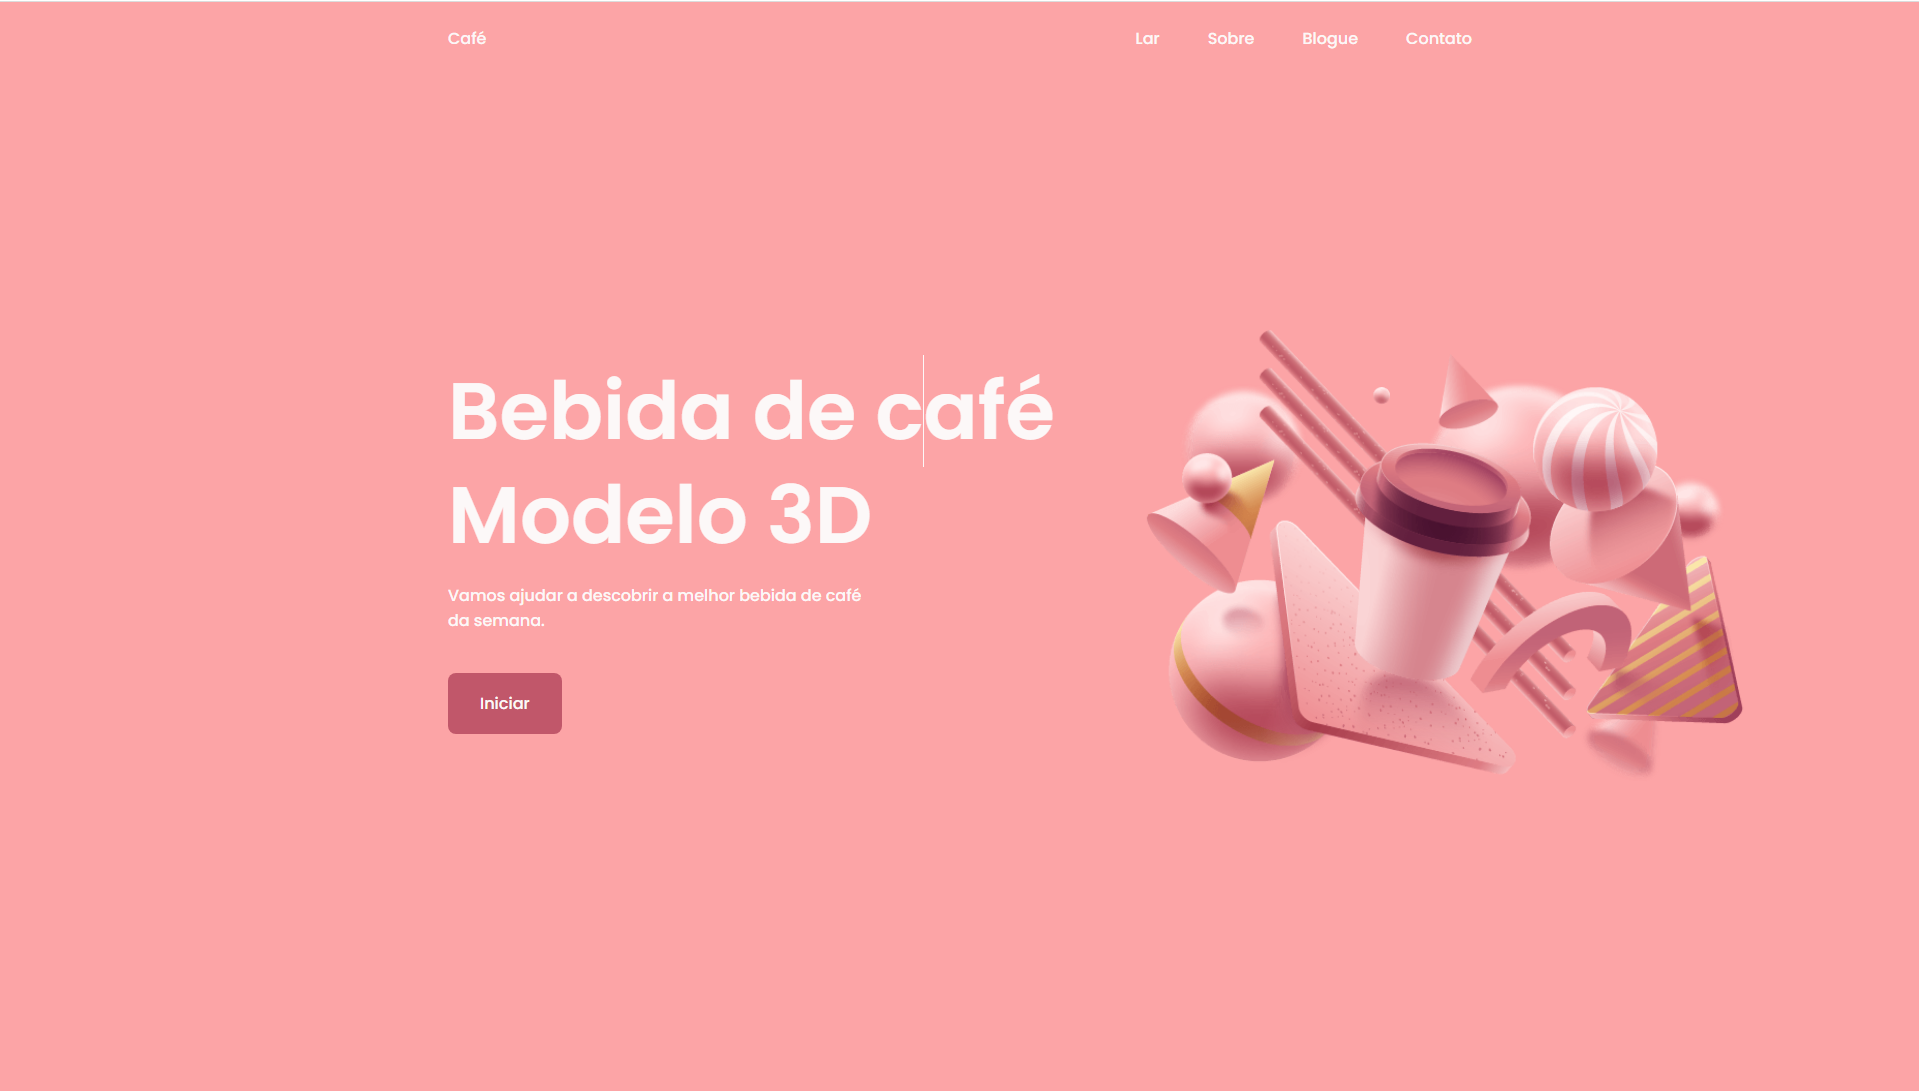 Café
Lar Sobre Blogue Contato
Bebida de café
Modelo 3D
Vamos ajudar a descobrir a melhor bebida de café
da semana.
Iniciar